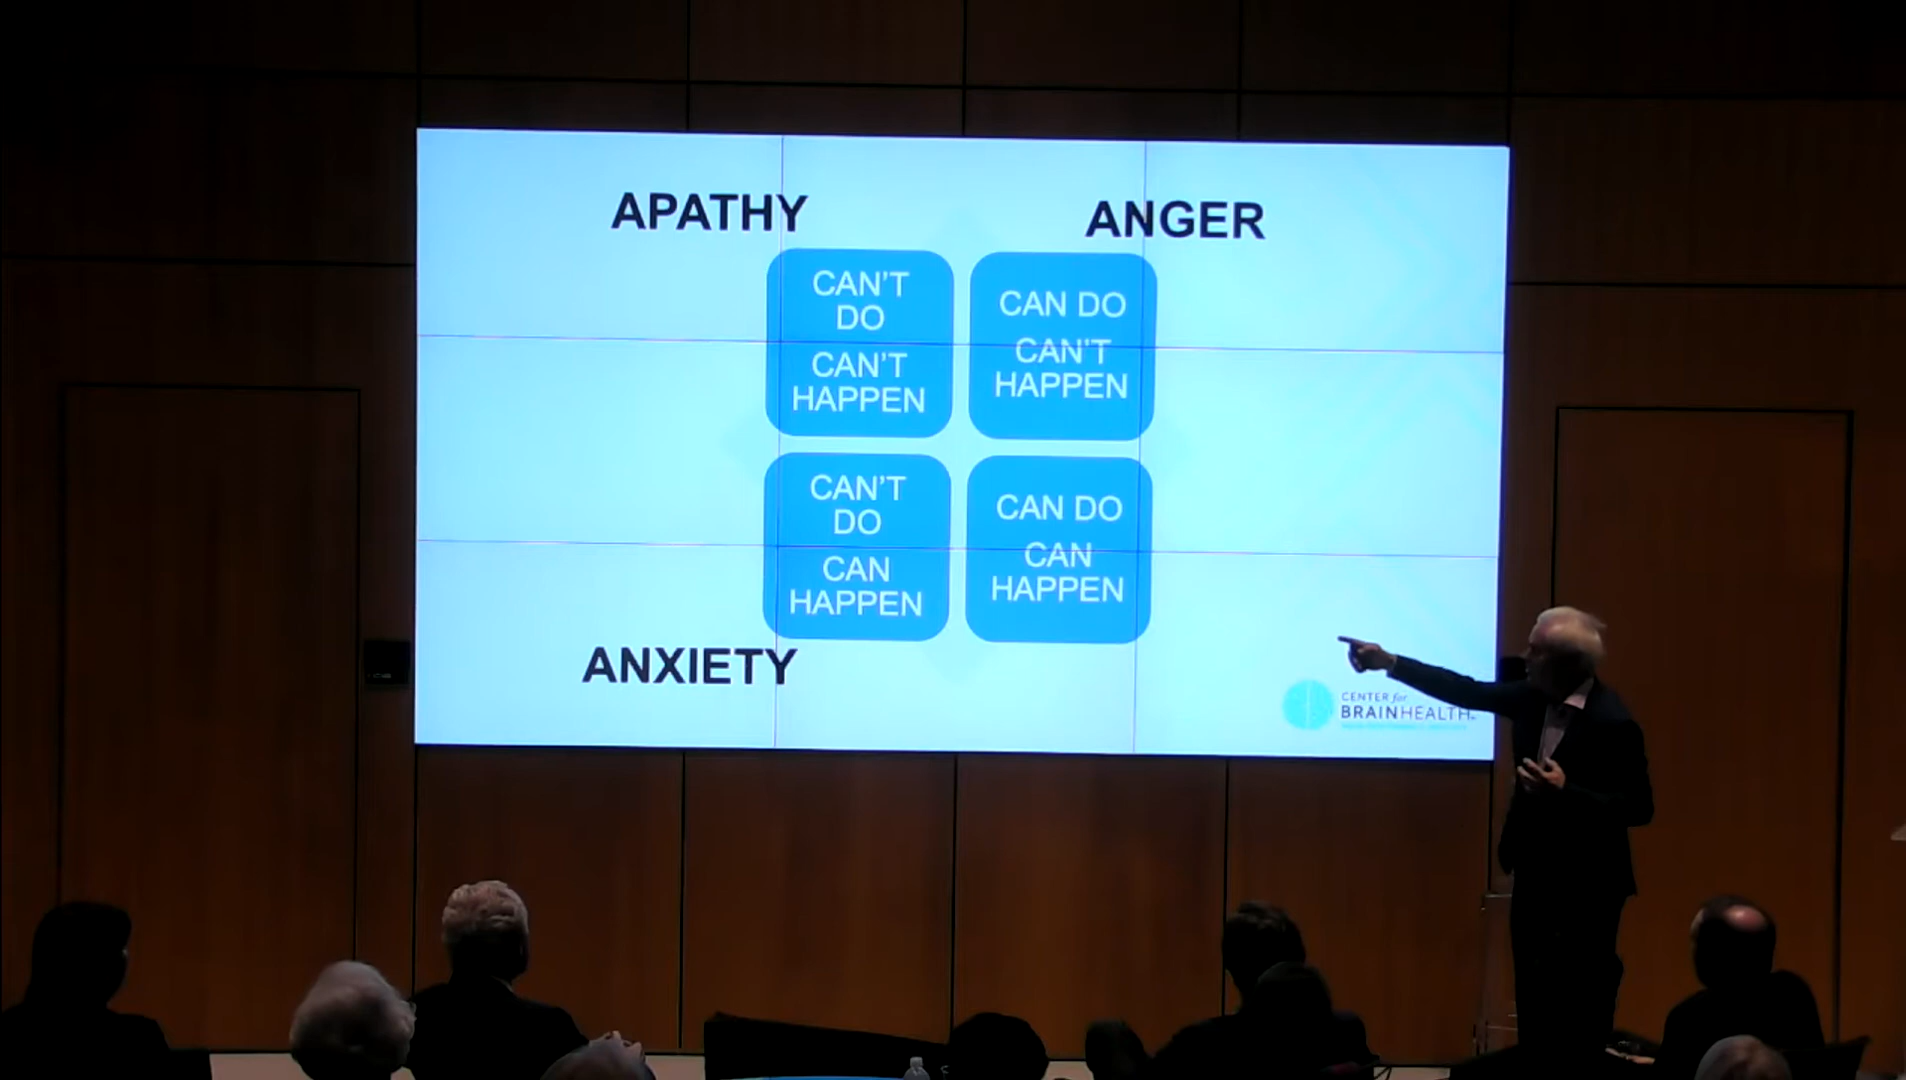 APATHY
ANGER
CAN'T
DO
CAN'T
HAPPEN
CAN DO
CAN'T
HAPPEN
CAN'T
DO
CAN
HAPPEN
CAN DO
CAN
HAPPEN
ANXIETY
CENTER for
BRAINHEALTH